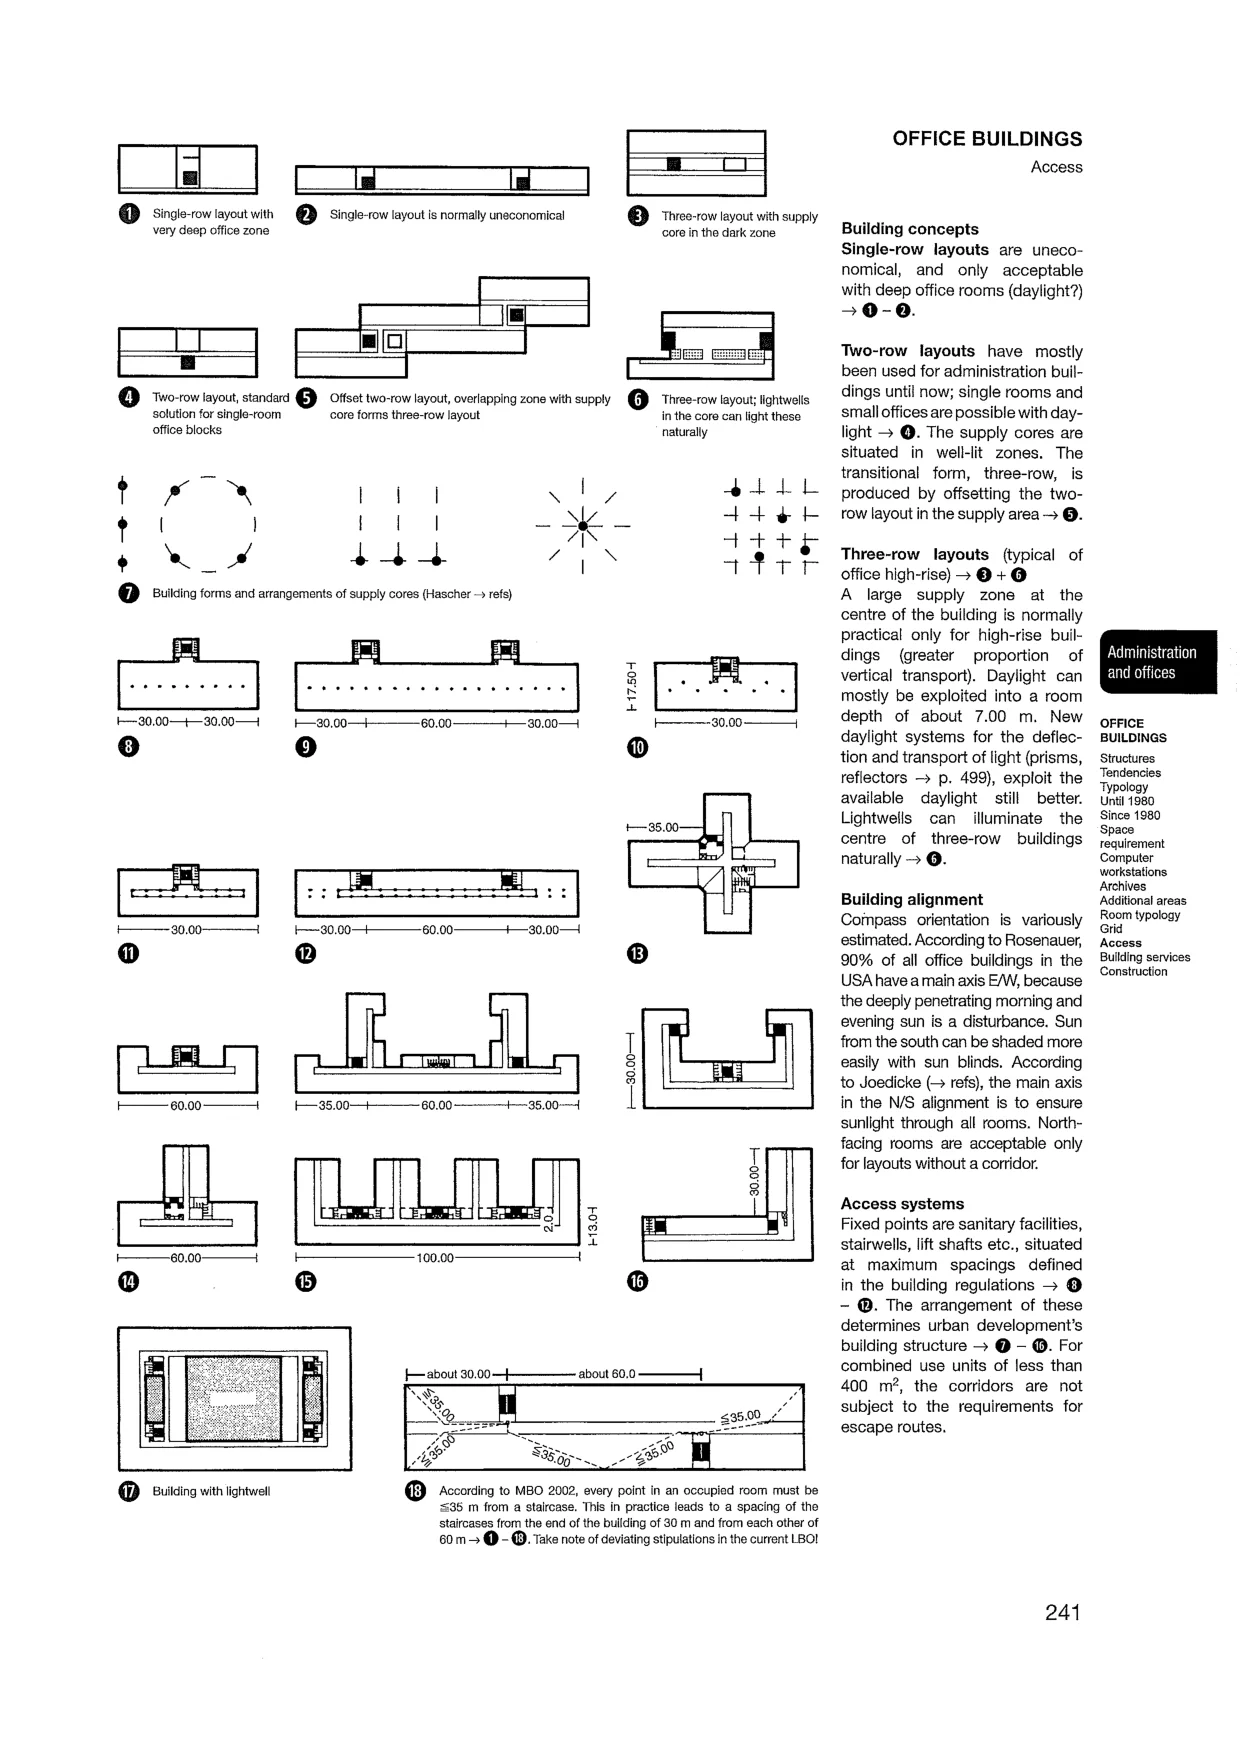 OFFICE BUILDINGS
Access
❶ Single-row layout with
very deep office zone
❷ Single-row layout is normally uneconomical
❸ Three-row layout with supply
core in the dark zone
❹ Two-row layout, standard
solution for single-room
office blocks
❺ Offset two-row layout, overlapping zone with supply
core forms three-row layout
❻ Three-row layout; lightwells
in the core can light these
naturally
❼ Building forms and arrangements of supply cores (Hascher → refs)
30.00 30.00
❽
30.00 60.00 30.00
❾
17.50
30.00
❿
30.00
⓫
30.00 60.00 30.00
⓬
35.00
⓭
60.00
35.00 60.00 35.00
30.00
60.00
⓮
2.0
13.0
100.00
⓯
30.00
⓰
⓱ Building with lightwell
about 30.00 about 60.0
≦35.00
≦35.00
≦35.00
≦35.00
≦35.00
⓲ According to MBO 2002, every point in an occupied room must be
≦35 m from a staircase. This in practice leads to a spacing of the
staircases from the end of the building of 30 m and from each other of
60 m → ❶ – ⓲. Take note of deviating stipulations in the current LBO!
Building concepts
Single-row layouts are uneco-
nomical, and only acceptable
with deep office rooms (daylight?)
→ ❶ – ❷.
Two-row layouts have mostly
been used for administration buil-
dings until now; single rooms and
small offices are possible with day-
light → ❹. The supply cores are
situated in well-lit zones. The
transitional form, three-row, is
produced by offsetting the two-
row layout in the supply area → ❺.
Three-row layouts (typical of
office high-rise) → ❸ + ❻
A large supply zone at the
centre of the building is normally
practical only for high-rise buil-
dings (greater proportion of
vertical transport). Daylight can
mostly be exploited into a room
depth of about 7.00 m. New
daylight systems for the deflec-
tion and transport of light (prisms,
reflectors → p. 499), exploit the
available daylight still better.
Lightwells can illuminate the
centre of three-row buildings
naturally → ❻.
Building alignment
Compass orientation is variously
estimated. According to Rosenauer,
90% of all office buildings in the
USA have a main axis E/W, because
the deeply penetrating morning and
evening sun is a disturbance. Sun
from the south can be shaded more
easily with sun blinds. According
to Joedicke (→ refs), the main axis
in the N/S alignment is to ensure
sunlight through all rooms. North-
facing rooms are acceptable only
for layouts without a corridor.
Access systems
Fixed points are sanitary facilities,
stairwells, lift shafts etc., situated
at maximum spacings defined
in the building regulations → ❽
– ⓬. The arrangement of these
determines urban development's
building structure → ❼ – ⓰. For
combined use units of less than
400 m², the corridors are not
subject to the requirements for
escape routes.
Administration
and offices
OFFICE
BUILDINGS
Structures
Tendencies
Typology
Until 1980
Since 1980
Space
requirement
Computer
workstations
Archives
Additional areas
Room typology
Grid
Access
Building services
Construction
241